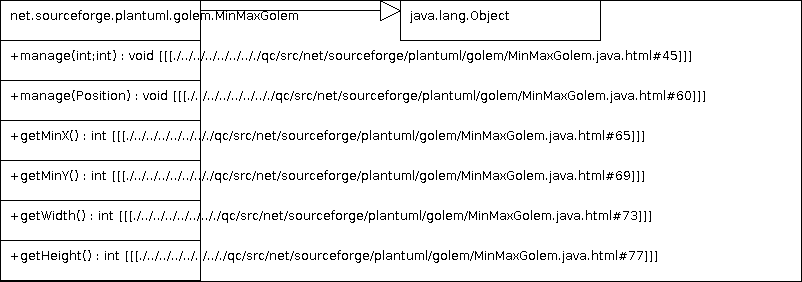 net.sourceforge.plantuml.golem.MinMaxGolem
java.lang.Object
+manage(int;int) : void [[[./../../../../../../../qc/src/net/sourceforge/plantuml/golem/MinMaxGolem.java.html#45]]]
+manage(Position) : void [[[./../../../../../../../qc/src/net/sourceforge/plantuml/golem/MinMaxGolem.java.html#60]]]
+getMinX() : int [[[./../../../../../../../qc/src/net/sourceforge/plantuml/golem/MinMaxGolem.java.html#65]]]
+getMinY() : int [[[./../../../../../../../qc/src/net/sourceforge/plantuml/golem/MinMaxGolem.java.html#69]]]
+getWidth() : int [[[./../../../../../../../qc/src/net/sourceforge/plantuml/golem/MinMaxGolem.java.html#73]]]
+getHeight() : int [[[./../../../../../../../qc/src/net/sourceforge/plantuml/golem/MinMaxGolem.java.html#77]]]